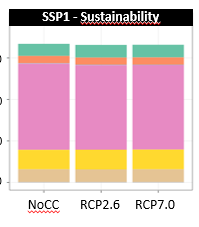 SSP1 - Sustainability
NoCC RCP2.6 RCP7.0